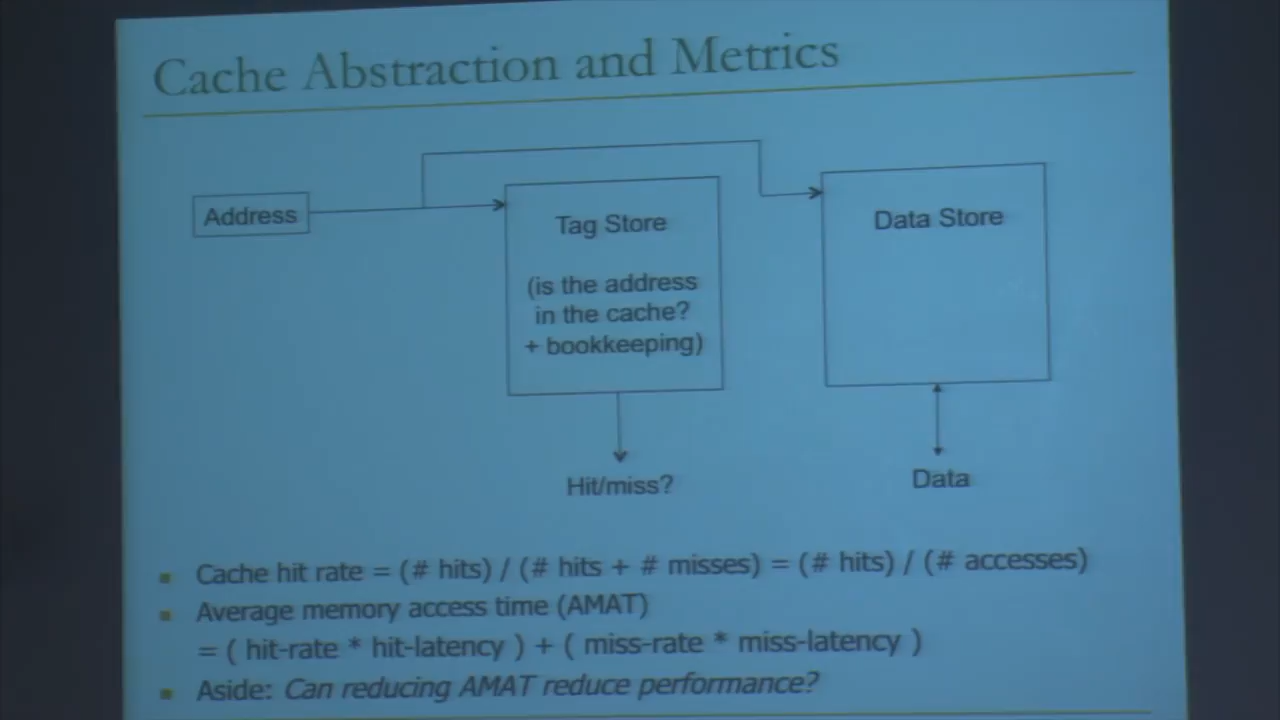 Cache Abstraction and Metrics
Address
Tag Store
(is the address
in the cache?
+ bookkeeping)
Data Store
Hit/miss?
Data
Cache hit rate = (# hits) / (# hits + # misses) = (# hits) / (# accesses)
Average memory access time (AMAT)
= ( hit-rate * hit-latency ) + ( miss-rate * miss-latency )
Aside: Can reducing AMAT reduce performance?